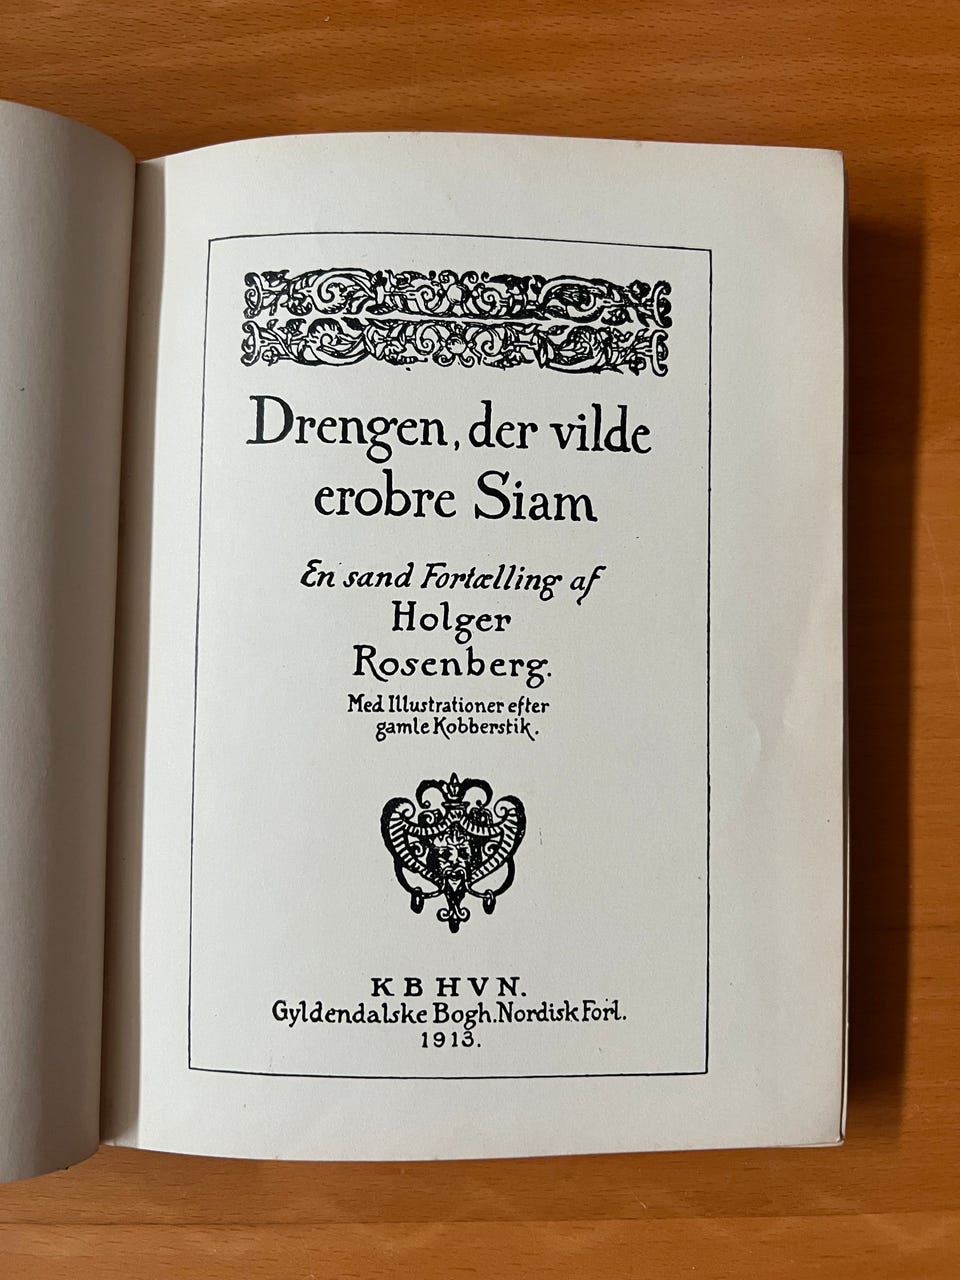 Drengen, der vilde
erobre Siam
En sand Fortælling af
Holger
Rosenberg.
Med Illustrationer efter
gamle Kobberstik.
KBHVN.
Gyldendalske Bogh. Nordisk Forl.
1913.